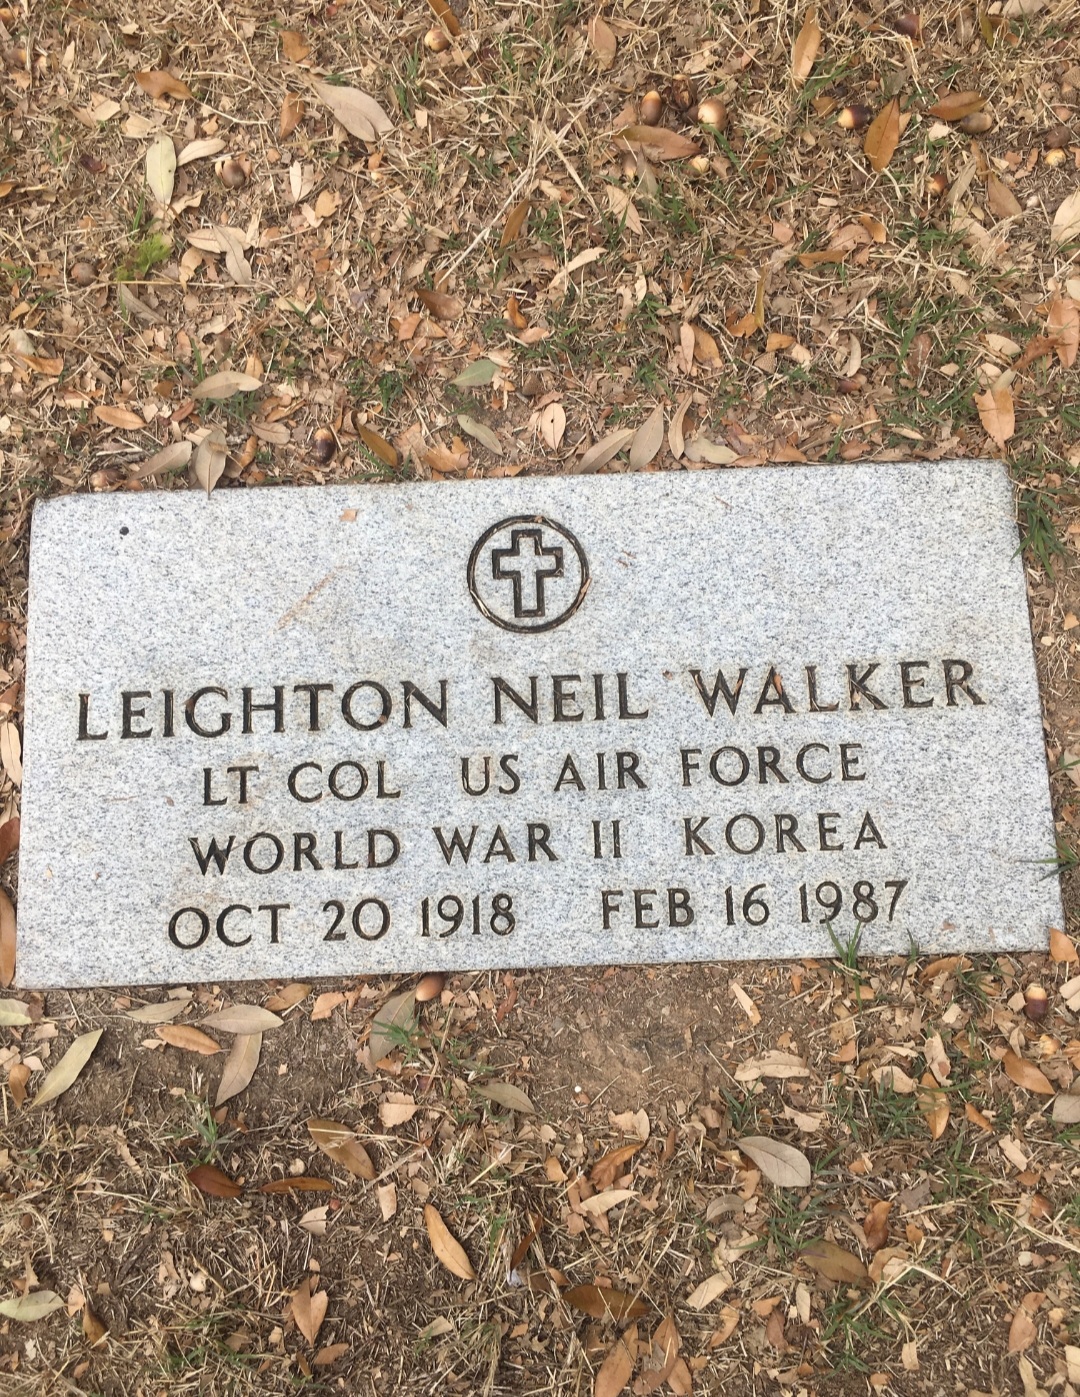 LEIGHTON NEIL WALKER
LT COL US AIR FORCE
WORLD WAR II KOREA
OCT 20 1918 FEB 16 1987